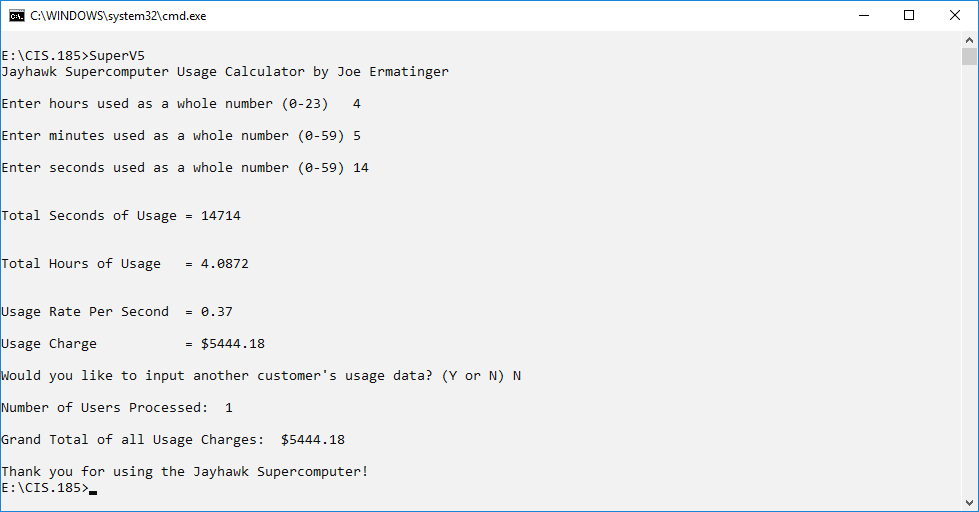 C:\WINDOWS\system32\cmd.exe
E:\CIS.185>SuperV5
Jayhawk Supercomputer Usage Calculator by Joe Ermatinger
Enter hours used as a whole number (0-23)   4
Enter minutes used as a whole number (0-59) 5
Enter seconds used as a whole number (0-59) 14
Total Seconds of Usage = 14714
Total Hours of Usage   = 4.0872
Usage Rate Per Second  = 0.37
Usage Charge           = $5444.18
Would you like to input another customer's usage data? (Y or N) N
Number of Users Processed:  1
Grand Total of all Usage Charges:  $5444.18
Thank you for using the Jayhawk Supercomputer!
E:\CIS.185>